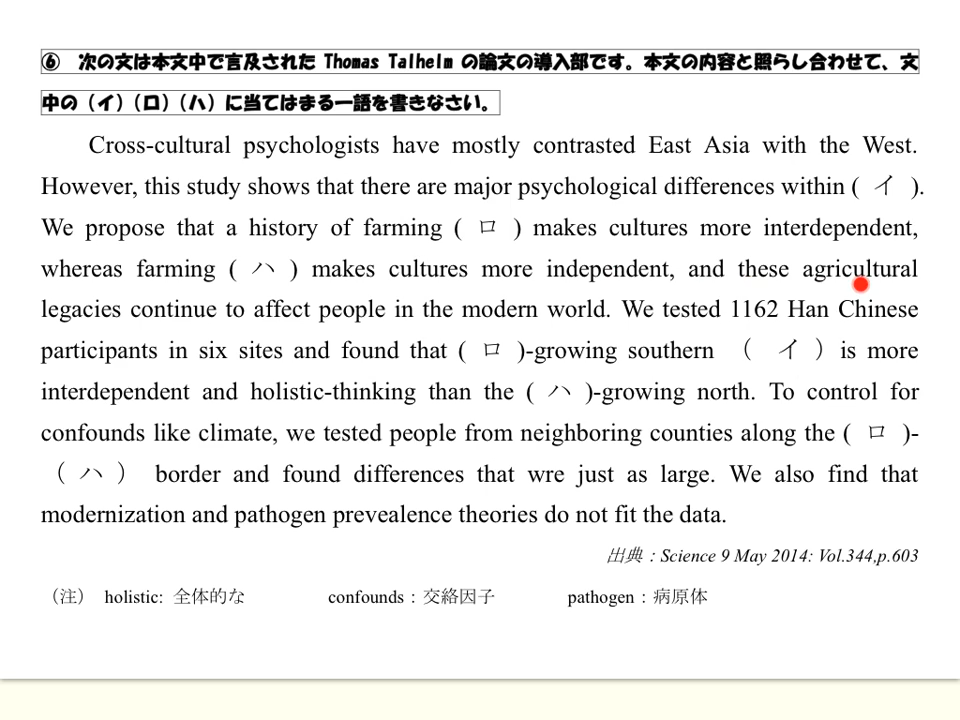 ⑥ 次の文は本文中で言及された Thomas Talhelm の論文の導入部です。本文の内容と照らし合わせて、文
中の(イ)(ロ)(ハ)に当てはまる一語を書きなさい。
Cross-cultural psychologists have mostly contrasted East Asia with the West.
However, this study shows that there are major psychological differences within ( イ ).
We propose that a history of farming ( ロ ) makes cultures more interdependent,
whereas farming ( ハ ) makes cultures more independent, and these agricultural
legacies continue to affect people in the modern world. We tested 1162 Han Chinese
participants in six sites and found that ( ロ )-growing southern ( イ ) is more
interdependent and holistic-thinking than the ( ハ )-growing north. To control for
confounds like climate, we tested people from neighboring counties along the ( ロ )-
( ハ ) border and found differences that wre just as large. We also find that
modernization and pathogen prevealence theories do not fit the data.
出典:Science 9 May 2014: Vol.344,p.603
(注) holistic: 全体的な confounds:交絡因子 pathogen:病原体